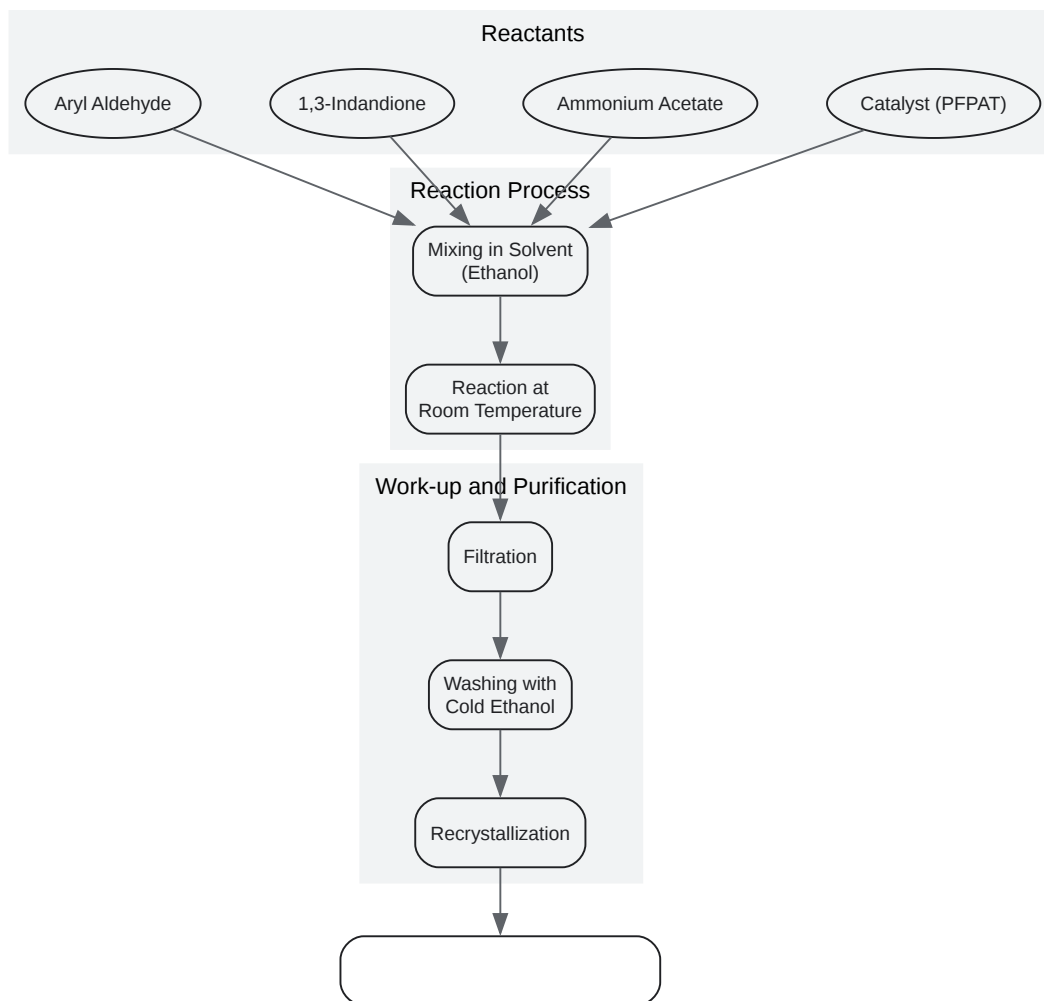 Reactants
Aryl Aldehyde
1,3-Indandione
Ammonium Acetate
Catalyst (PFPAT)
Reaction Process
Mixing in Solvent
(Ethanol)
Reaction at
Room Temperature
Work-up and Purification
Filtration
Washing with
Cold Ethanol
Recrystallization